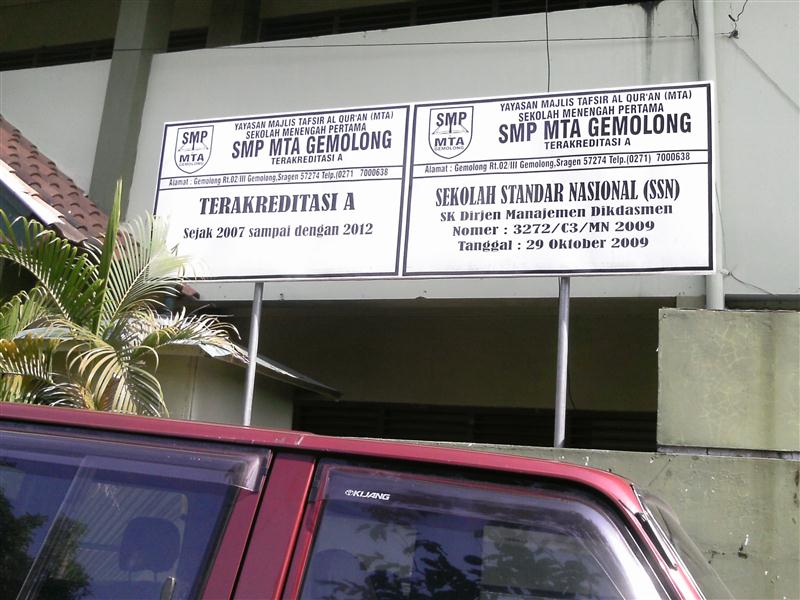 SMP
MTA
GEMOLONG
YAYASAN MAJLIS TAFSIR AL QUR'AN (MTA)
SEKOLAH MENENGAH PERTAMA
SMP MTA GEMOLONG
TERAKREDITASI A
Alamat : Gemolong Rt.02/III Gemolong,Sragen 57274 Telp.(0271 7000638
TERAKREDITASI A
Sejak 2007 sampai dengan 2012
SMP
MTA
GEMOLONG
YAYASAN MAJLIS TAFSIR AL QUR'AN (MTA)
SEKOLAH MENENGAH PERTAMA
SMP MTA GEMOLONG
TERAKREDITASI A
Alamat : Gemolong Rt.02/III Gemolong,Sragen 57274 Telp.(0271) 7000638
SEKOLAH STANDAR NASIONAL (SSN)
SK Dirjen Manajemen Dikdasmen
Nomer : 3272/C3/MN 2009
Tanggal : 29 Oktober 2009
KIJANG